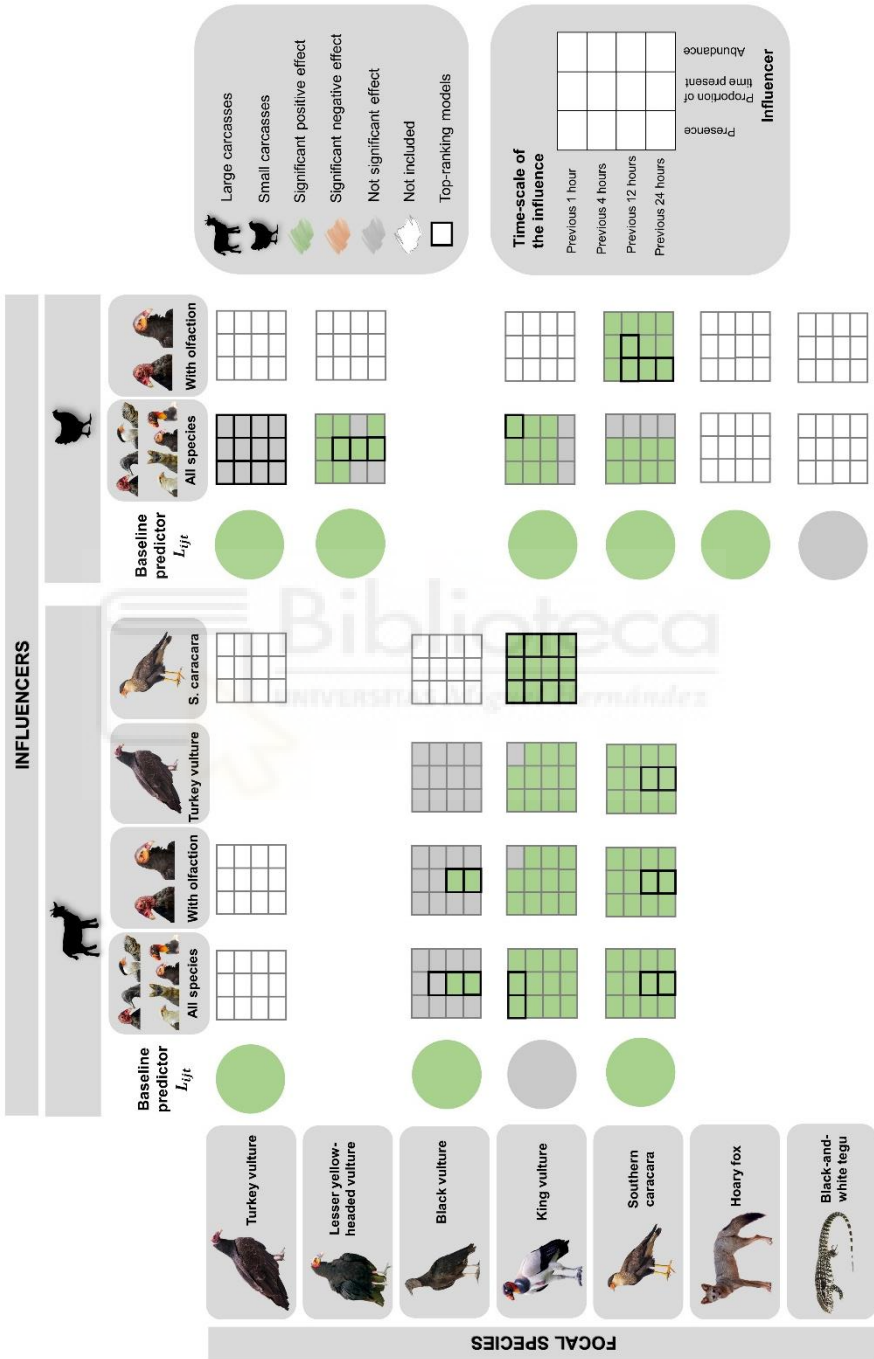 INFLUENCERS
Baseline
predictor
Lijt
All species
With olfaction
Turkey vulture
S. caracara
Baseline
predictor
Lijt
All species
With olfaction
FOCAL SPECIES
Turkey vulture
Lesser yellow-
headed vulture
Black vulture
King vulture
Southern
caracara
Hoary fox
Black-and-
white tegu
Large carcasses
Small carcasses
Significant positive effect
Significant negative effect
Not significant effect
Not included
Top-ranking models
Time-scale of
the influence
Previous 1 hour
Previous 4 hours
Previous 12 hours
Previous 24 hours
Presence
Proportion of
time present
Abundance
Influencer
Biblioteca
UNIVERSITAS Miguel Hernández